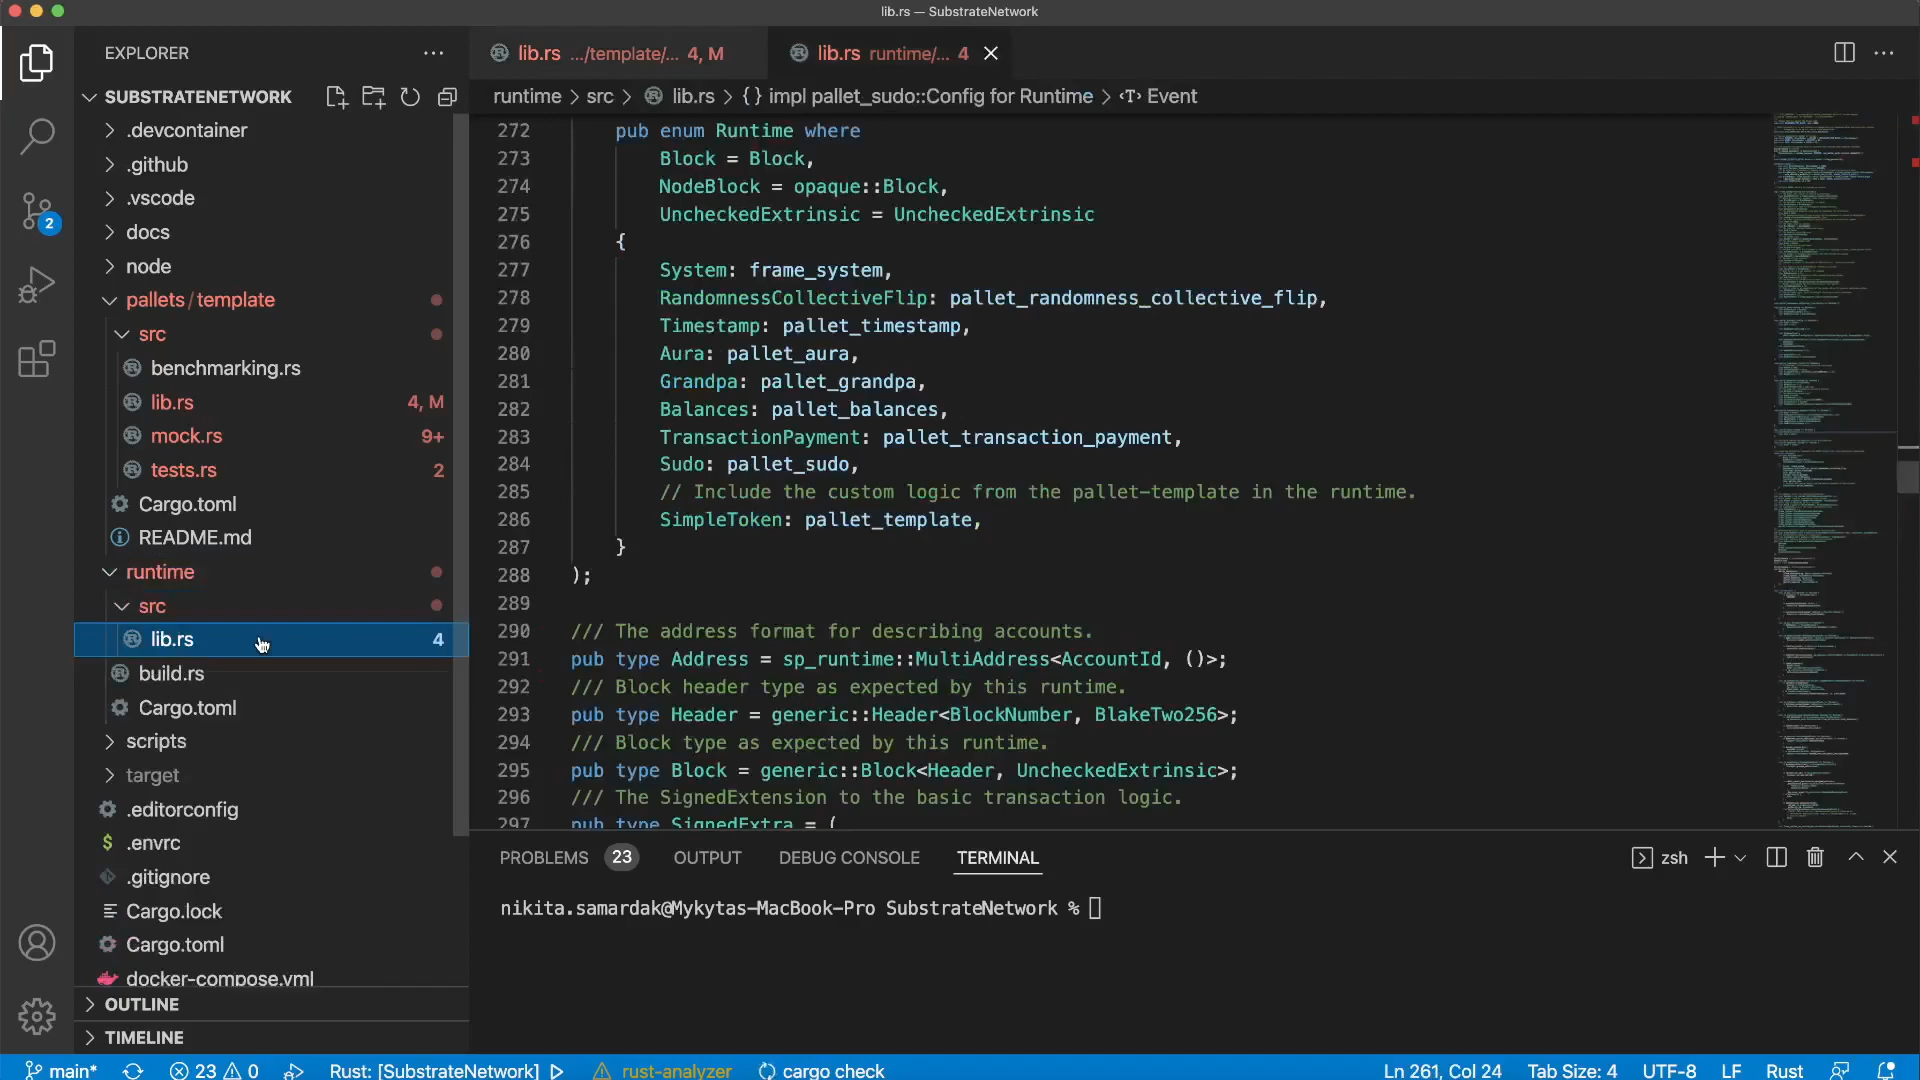 lib.rs — SubstrateNetwork
EXPLORER
SUBSTRATENETWORK
.devcontainer
.github
.vscode
docs
node
pallets / template
src
benchmarking.rs
lib.rs 4, M
mock.rs 9+
tests.rs 2
Cargo.toml
README.md
runtime
src
lib.rs 4
build.rs
Cargo.toml
scripts
target
.editorconfig
.envrc
.gitignore
Cargo.lock
Cargo.toml
docker-compose.yml
OUTLINE
TIMELINE
2
lib.rs .../template/... 4, M
lib.rs runtime/... 4
runtime > src > lib.rs > {} impl pallet_sudo::Config for Runtime > Event
272 pub enum Runtime where
273 Block = Block,
274 NodeBlock = opaque::Block,
275 UncheckedExtrinsic = UncheckedExtrinsic
276 {
277 System: frame_system,
278 RandomnessCollectiveFlip: pallet_randomness_collective_flip,
279 Timestamp: pallet_timestamp,
280 Aura: pallet_aura,
281 Grandpa: pallet_grandpa,
282 Balances: pallet_balances,
283 TransactionPayment: pallet_transaction_payment,
284 Sudo: pallet_sudo,
285 // Include the custom logic from the pallet-template in the runtime.
286 SimpleToken: pallet_template,
287 }
288 );
289
290 /// The address format for describing accounts.
291 pub type Address = sp_runtime::MultiAddress<AccountId, ()>;
292 /// Block header type as expected by this runtime.
293 pub type Header = generic::Header<BlockNumber, BlakeTwo256>;
294 /// Block type as expected by this runtime.
295 pub type Block = generic::Block<Header, UncheckedExtrinsic>;
296 /// The SignedExtension to the basic transaction logic.
297 pub type SignedExtra = (
PROBLEMS 23 OUTPUT DEBUG CONSOLE TERMINAL
zsh
nikita.samardak@Mykytas-MacBook-Pro SubstrateNetwork %
main* 23 0 Rust: [SubstrateNetwork] rust-analyzer cargo check
Ln 261, Col 24 Tab Size: 4 UTF-8 LF Rust